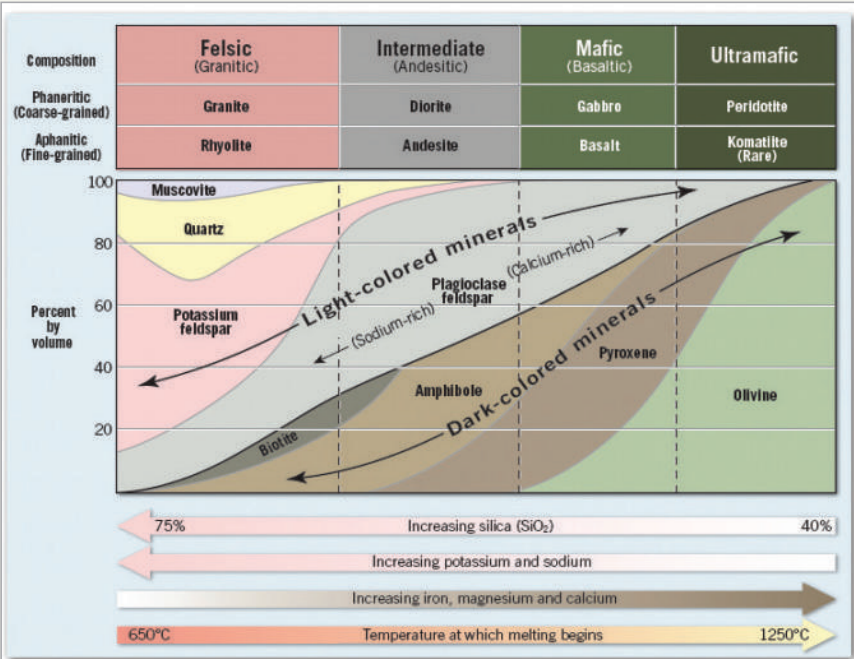 Composition
Felsic
(Granitic)
Intermediate
(Andesitic)
Mafic
(Basaltic)
Ultramafic
Phaneritic
(Coarse-grained)
Granite
Diorite
Gabbro
Peridotite
Aphanitic
(Fine-grained)
Rhyolite
Andesite
Basalt
Komatiite
(Rare)
100
80
60
40
20
Percent
by
volume
Muscovite
Quartz
Potassium
feldspar
Light-colored minerals
(Calcium-rich)
Plagioclase
feldspar
(Sodium-rich)
Dark-colored minerals
Pyroxene
Amphibole
Olivine
Biotite
75%
Increasing silica (SiO₂)
40%
Increasing potassium and sodium
Increasing iron, magnesium and calcium
650°C
Temperature at which melting begins
1250°C